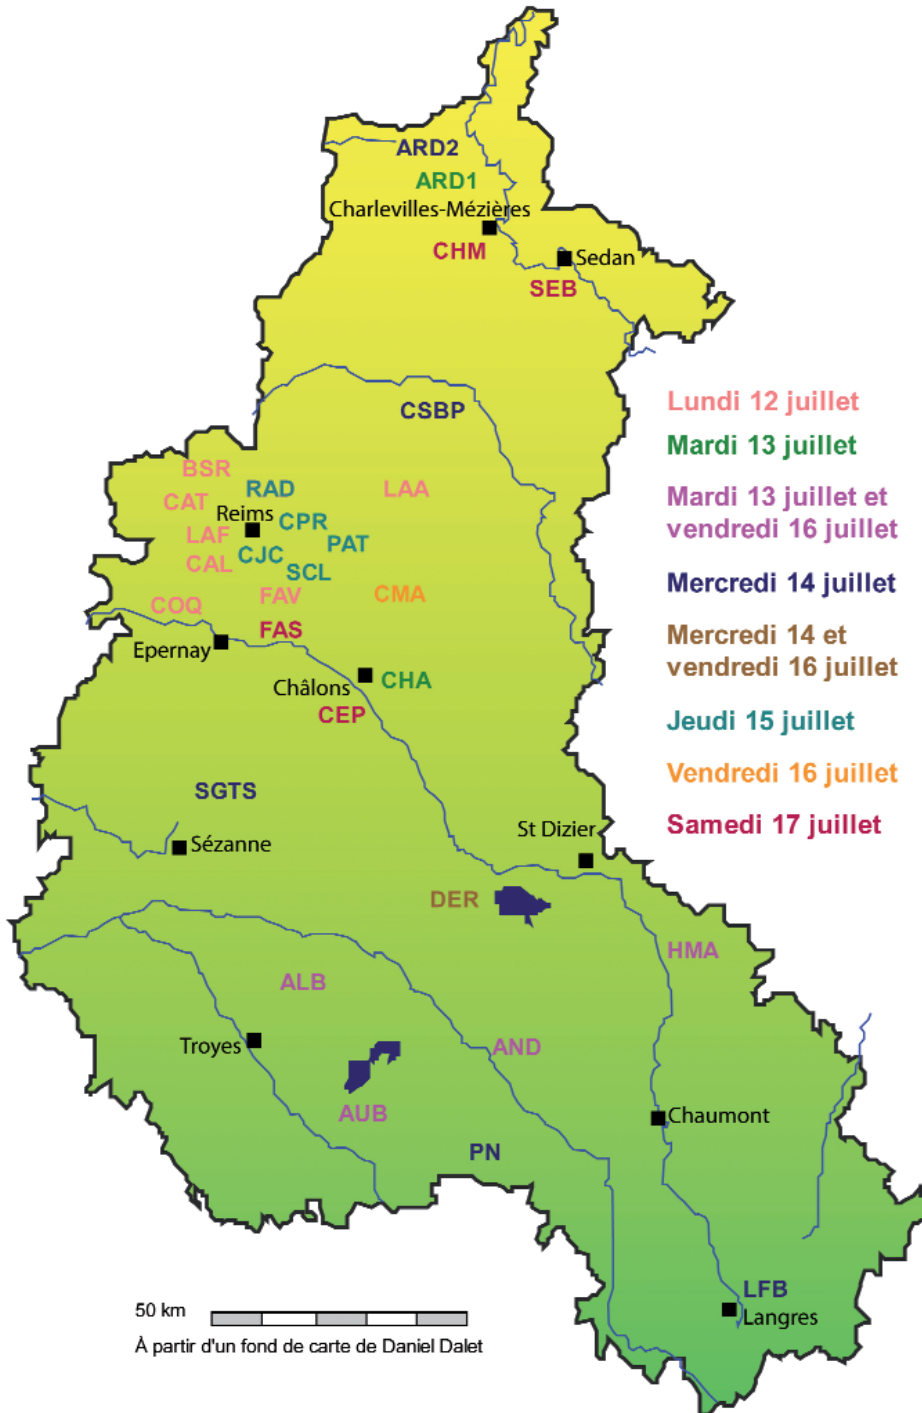 ARD2
ARD1
Charlevilles-Mézières
CHM
Sedan
SEB
CSBP
Lundi 12 juillet
Mardi 13 juillet
Mardi 13 juillet et
vendredi 16 juillet
Mercredi 14 juillet
Mercredi 14 et
vendredi 16 juillet
Jeudi 15 juillet
Vendredi 16 juillet
Samedi 17 juillet
BSR
RAD
LAA
CAT
Reims
CPR
LAF
PAT
CJC
CAL
SCL
FAV
CMA
COQ
FAS
Epernay
Châlons
CHA
CEP
SGTS
St Dizier
Sézanne
DER
HMA
ALB
Troyes
AND
AUB
Chaumont
PN
LFB
Langres
50 km
À partir d'un fond de carte de Daniel Dalet